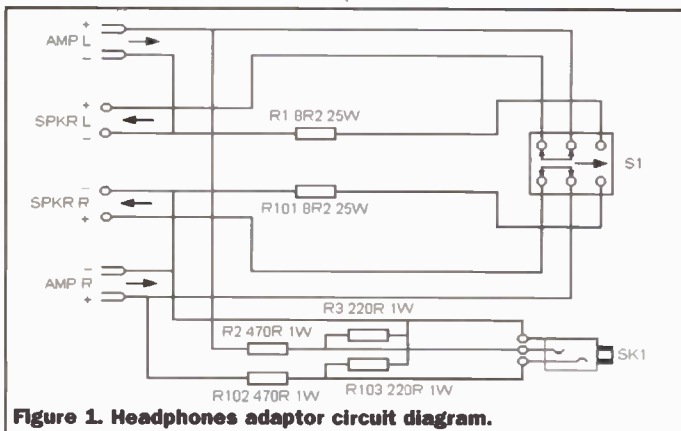 +
AMP L
−
+
SPKR L
−
R1 8R2 25W
S1
−
SPKR R
+
R101 8R2 25W
−
AMP R
+
R3 220R 1W
R2 470R 1W
SK1
R102 470R 1W
R103 220R 1W
Figure 1. Headphones adaptor circuit diagram.